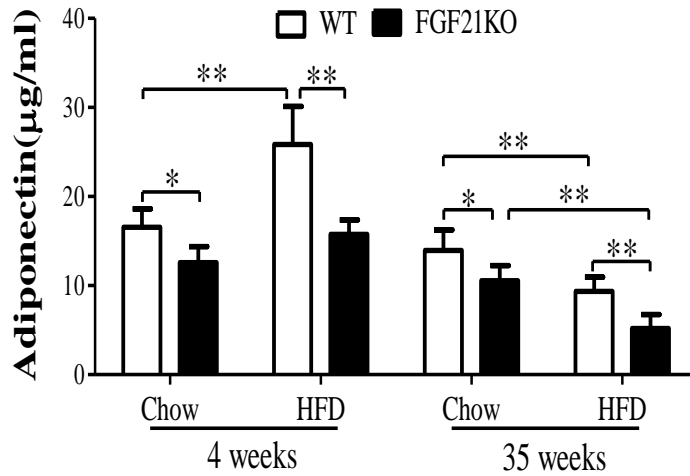 WT FGF21KO
Adiponectin(μg/ml)
40
30
20
10
0
** **
*
**
* **
**
Chow HFD Chow HFD
4 weeks 35 weeks